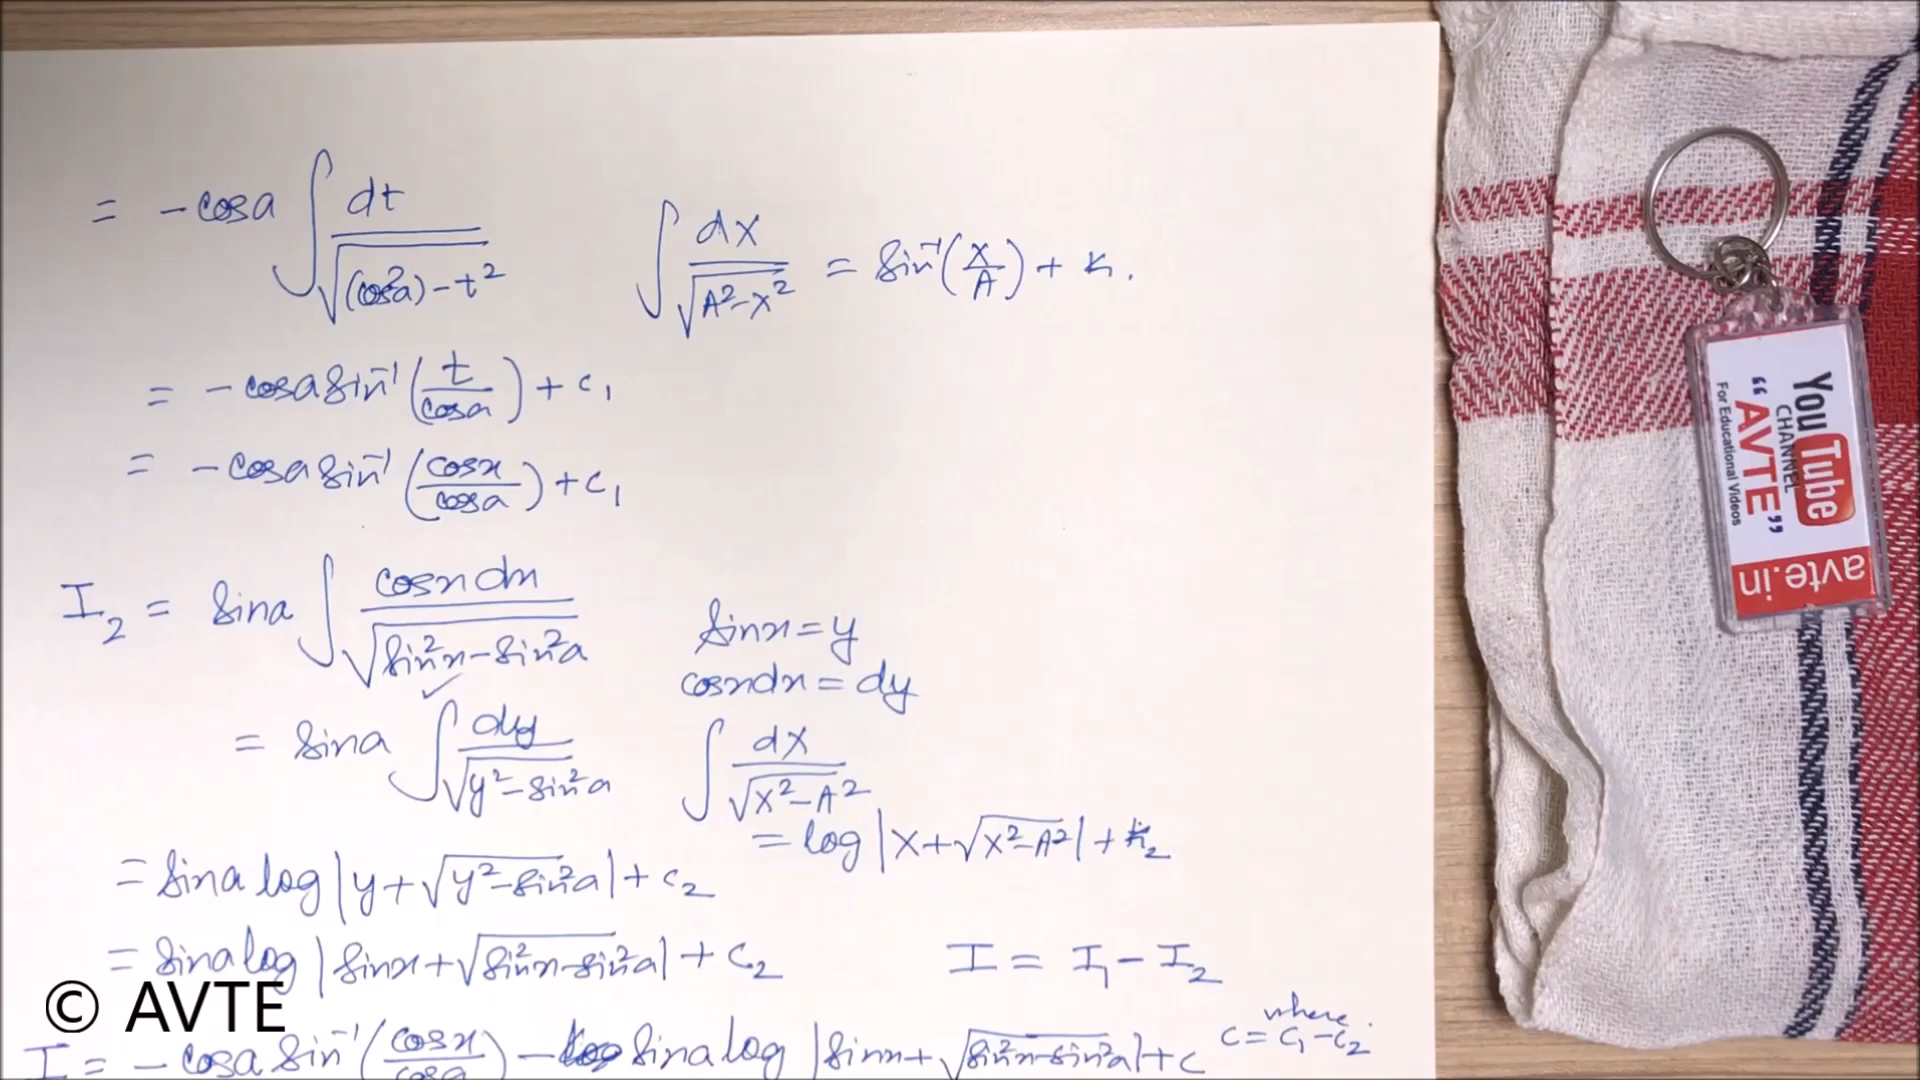 = -cosa ∫ dt / √((cos²a) - t²)
∫ dx / √(A² - x²) = sin⁻¹(x/A) + k.
= -cosa sin⁻¹(t/cosa) + c₁
= -cosa sin⁻¹(cosx/cosa) + c₁
I₂ = sina ∫ cosx dx / √(sin²x - sin²a)
sinx = y
cosx dx = dy
= sina ∫ dy / √(y² - sin²a)
∫ dx / √(x² - A²)
= log |x + √(x² - A²)| + k₂
= sina log |y + √(y² - sin²a)| + c₂
= sina log |sinx + √(sin²x - sin²a)| + c₂
I = I₁ - I₂
I = -cosa sin⁻¹(cosx/cosa) - sina log |sinx + √(sin²x - sin²a)| + c
where
c = c₁ - c₂
© AVTE
YouTube
CHANNEL
"AVTE"
For Educational Videos
avte.in